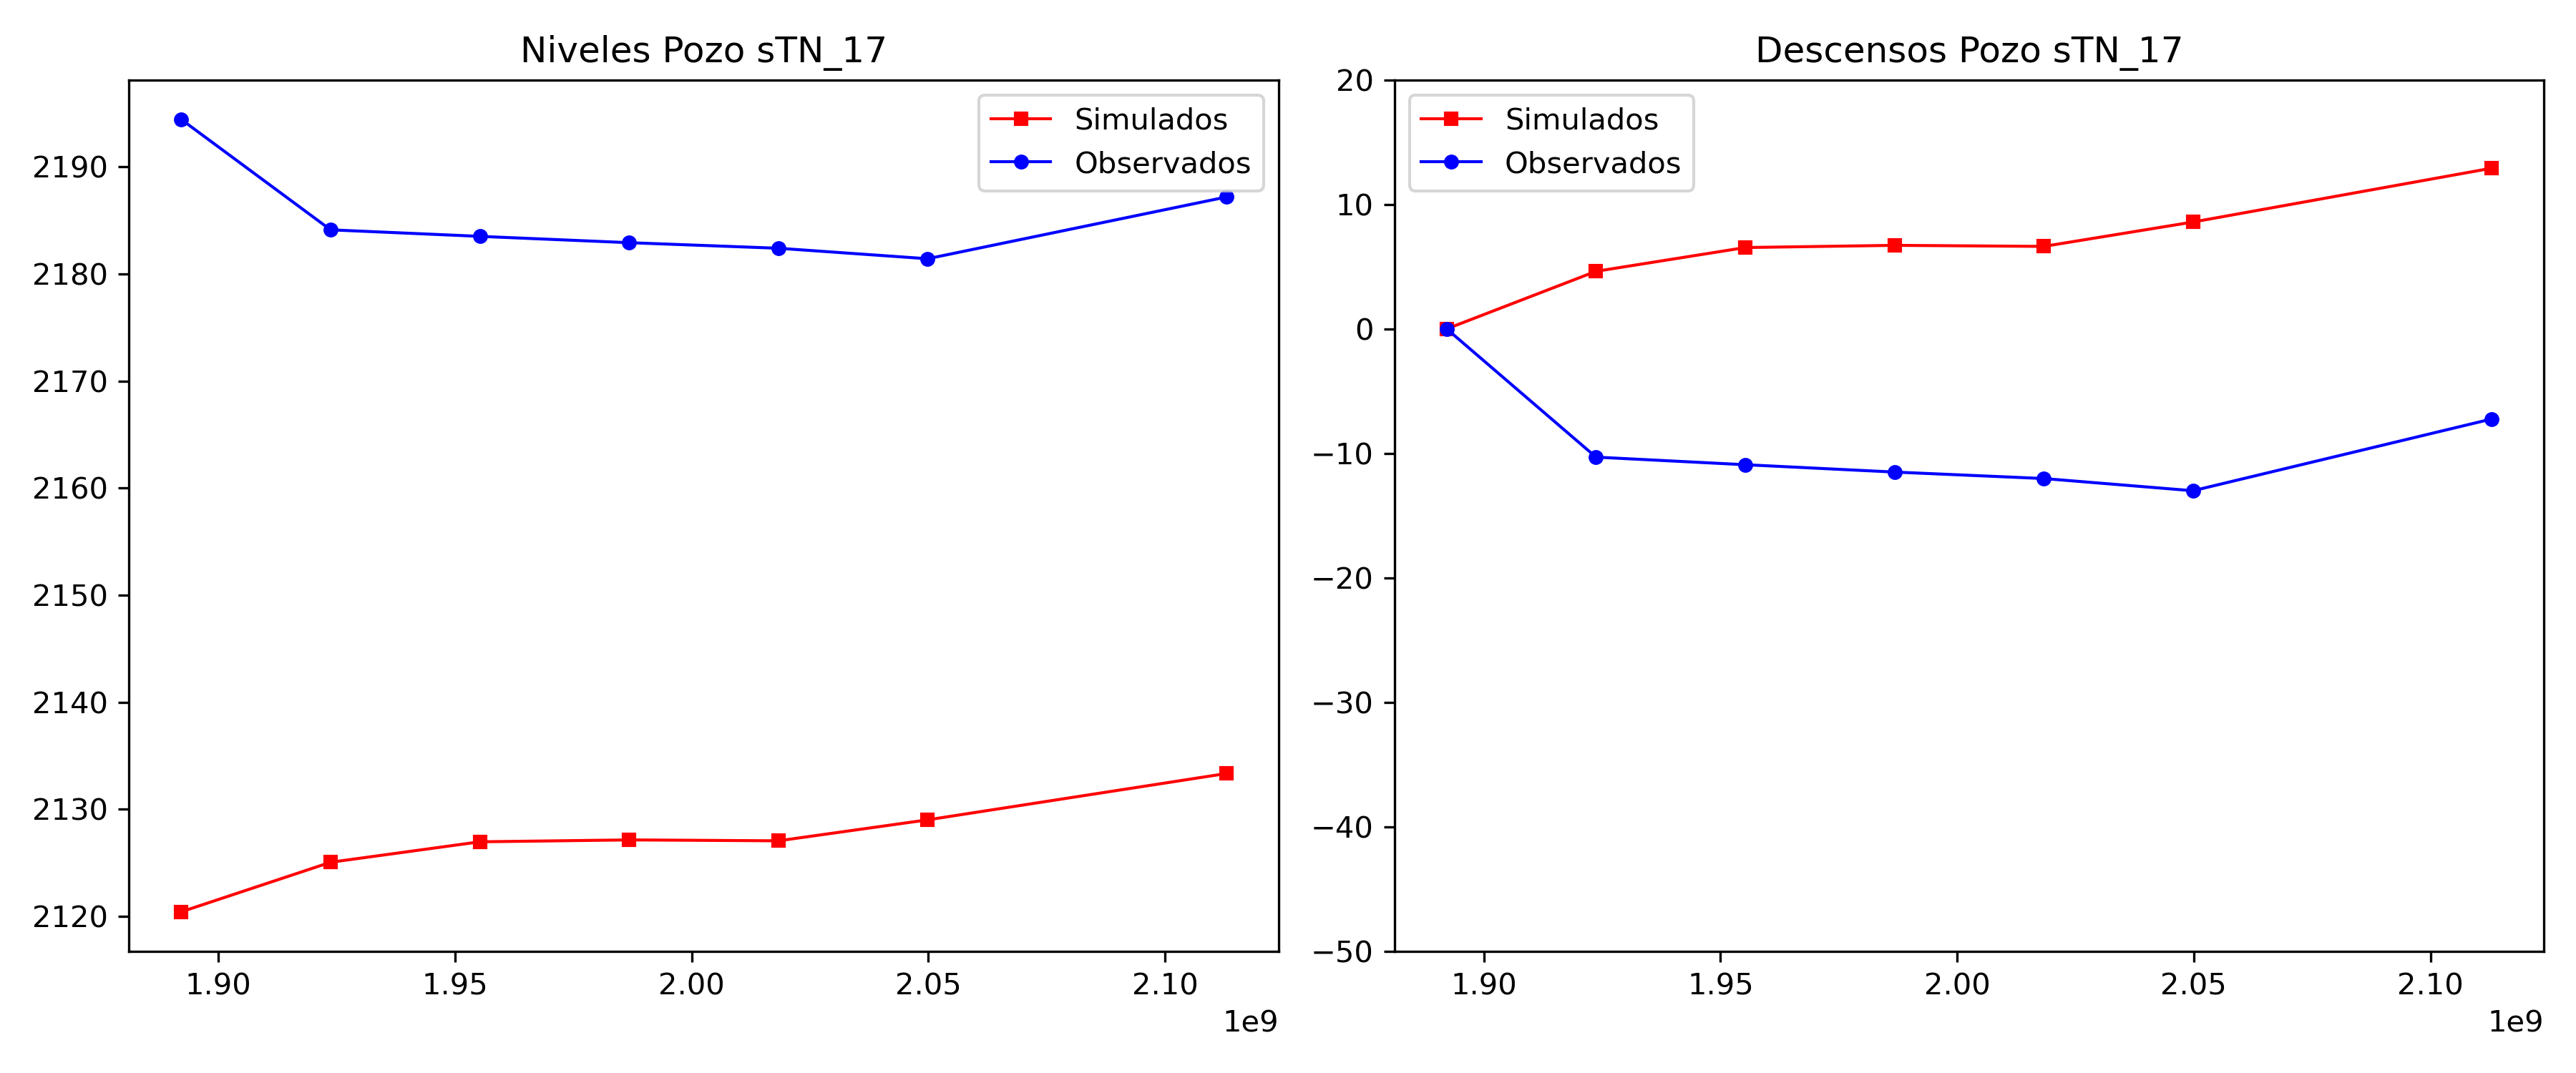 Niveles Pozo sTN_17
Simulados
Observados
2190
2180
2170
2160
2150
2140
2130
2120
1.90 1.95 2.00 2.05 2.10
1e9
Descensos Pozo sTN_17
Simulados
Observados
20
10
0
−10
−20
−30
−40
−50
1.90 1.95 2.00 2.05 2.10
1e9